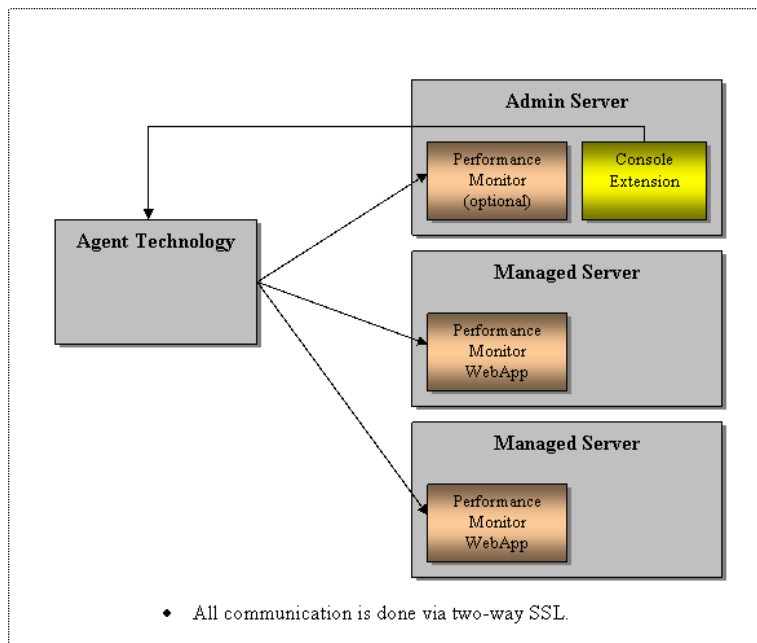 Admin Server
Performance
Monitor
(optional)
Console
Extension
Agent Technology
Managed Server
Performance
Monitor
WebApp
Managed Server
Performance
Monitor
WebApp
• All communication is done via two-way SSL.